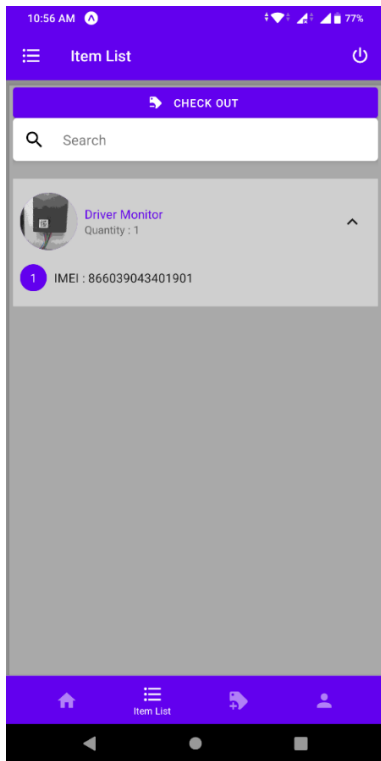 10:56 AM
77%
Item List
CHECK OUT
Search
Driver Monitor
Quantity : 1
1
IMEI : 866039043401901
Item List